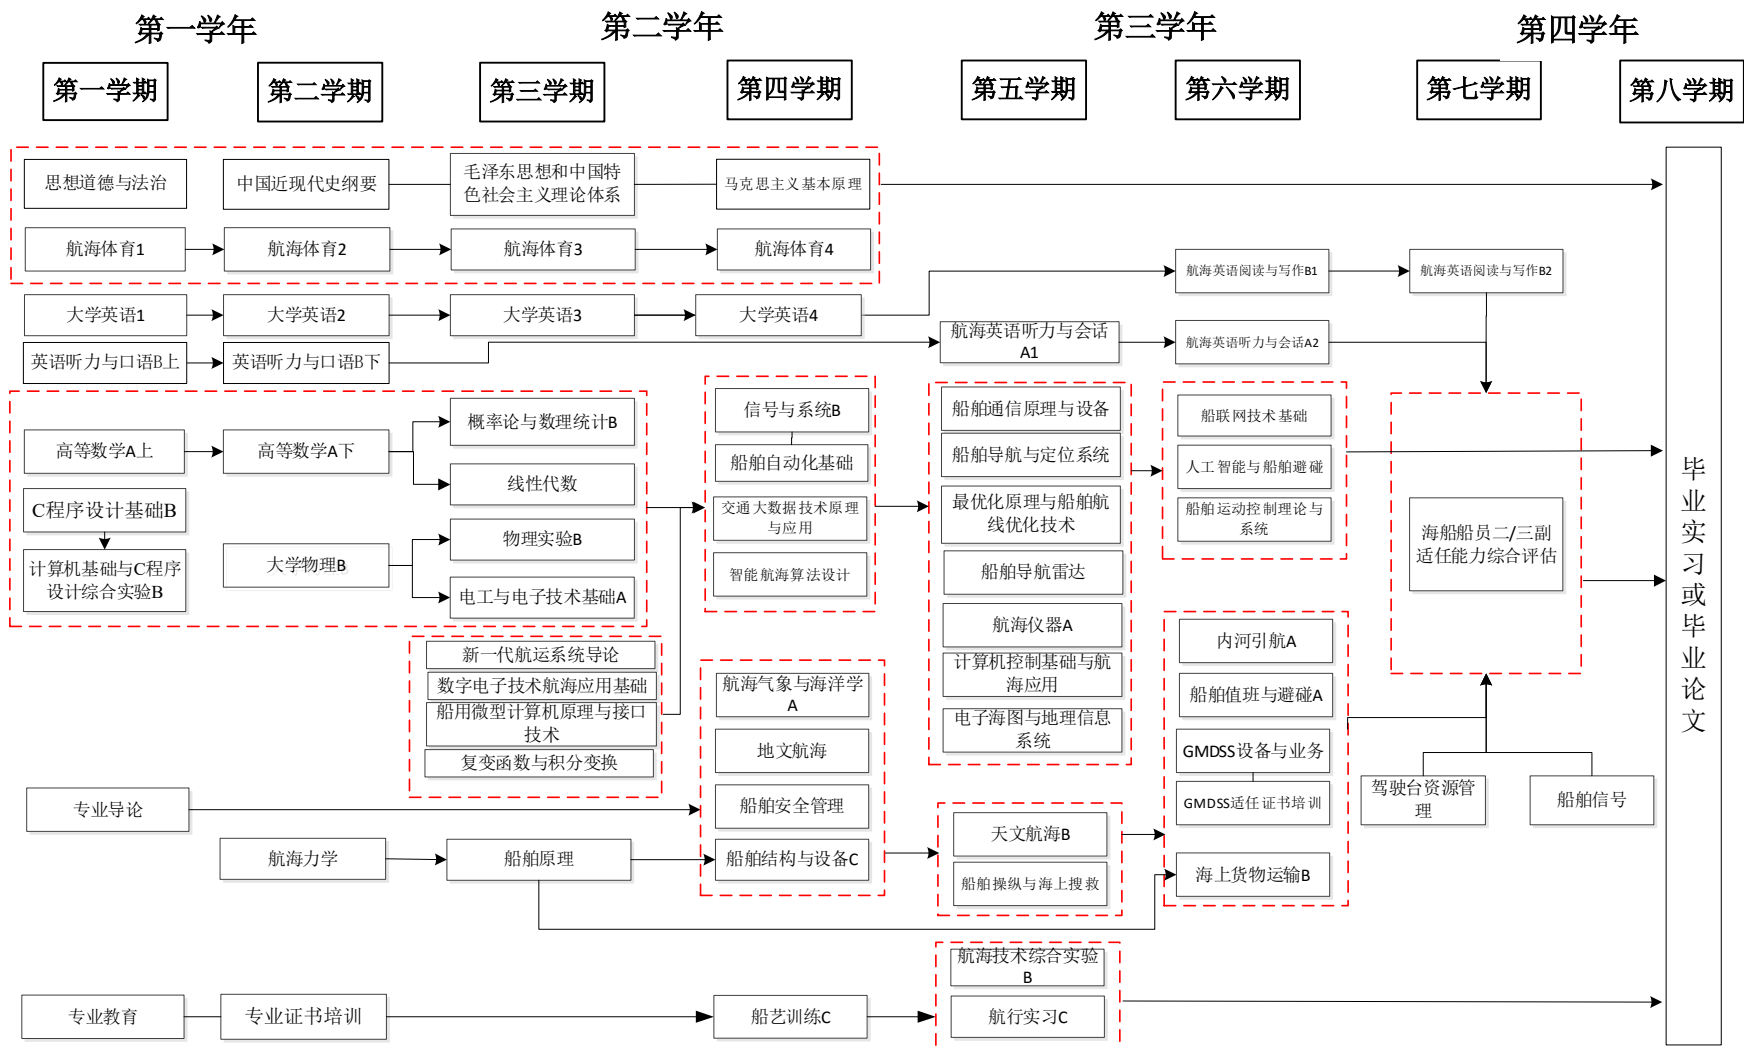 第一学年
第二学年
第三学年
第四学年
第一学期
第二学期
第三学期
第四学期
第五学期
第六学期
第七学期
第八学期
思想道德与法治
中国近现代史纲要
毛泽东思想和中国特
色社会主义理论体系
马克思主义基本原理
航海体育1
航海体育2
航海体育3
航海体育4
航海英语阅读与写作B1
航海英语阅读与写作B2
大学英语1
大学英语2
大学英语3
大学英语4
英语听力与口语B上
英语听力与口语B下
航海英语听力与会话
A1
航海英语听力与会话A2
高等数学A上
高等数学A下
概率论与数理统计B
线性代数
C程序设计基础B
计算机基础与C程序
设计综合实验B
大学物理B
物理实验B
电工与电子技术基础A
信号与系统B
船舶自动化基础
交通大数据技术原理
与应用
智能航海算法设计
船舶通信原理与设备
船舶导航与定位系统
最优化原理与船舶航
线优化技术
船舶导航雷达
航海仪器A
计算机控制基础与航
海应用
电子海图与地理信息
系统
船联网技术基础
人工智能与船舶避碰
船舶运动控制理论与
系统
海船船员二/三副
适任能力综合评估
毕业实习或毕业论文
新一代航运系统导论
数字电子技术航海应用基础
船用微型计算机原理与接口
技术
复变函数与积分变换
航海气象与海洋学
A
地文航海
船舶安全管理
船舶结构与设备C
内河引航A
船舶值班与避碰A
GMDSS设备与业务
GMDSS适任证书培训
海上货物运输B
驾驶台资源管
理
船舶信号
专业导论
航海力学
船舶原理
天文航海B
船舶操纵与海上搜救
航海技术综合实验
B
航行实习C
专业教育
专业证书培训
船艺训练C